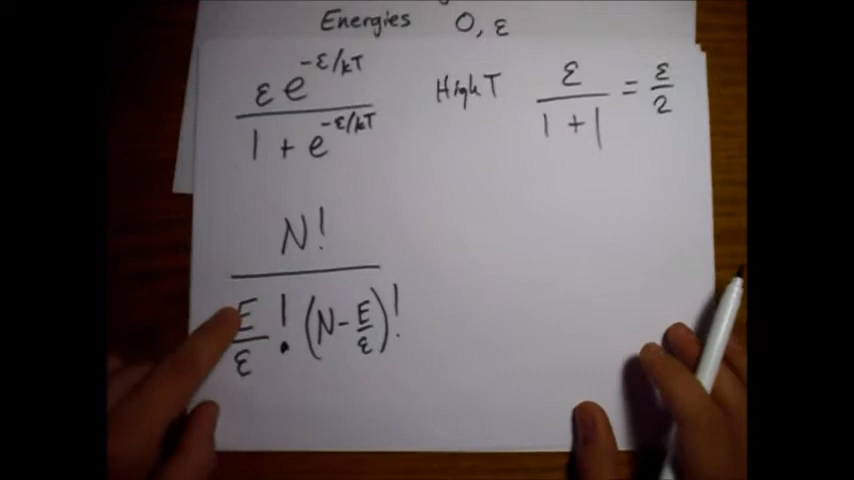 Energies 0, ε
εe^{-ε/kT} / (1 + e^{-ε/kT}) High T ε / (1 + 1) = ε/2
N! / (E/ε ! (N - E/ε)!)